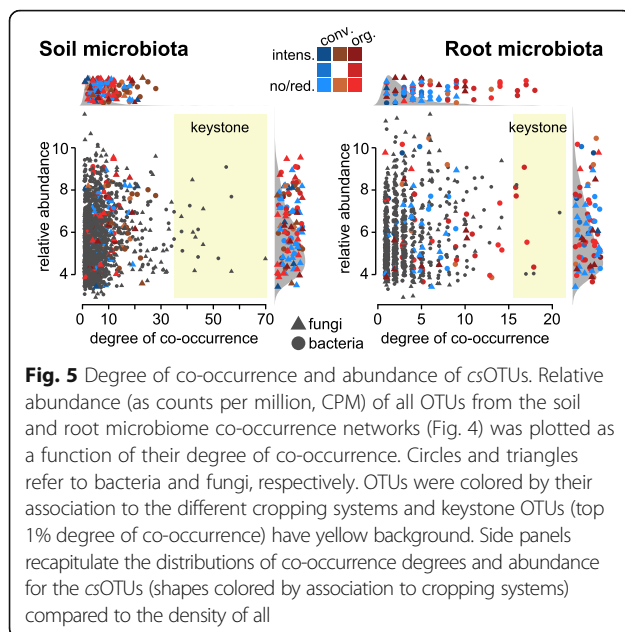 Soil microbiota
conv. org.
intens.
no/red.
Root microbiota
keystone
relative abundance
10
8
6
4
0 10 20 30 40 50 60 70
degree of co-occurrence
keystone
relative abundance
10
8
6
4
0 5 10 15 20
degree of co-occurrence
fungi
bacteria
Fig. 5 Degree of co-occurrence and abundance of csOTUs. Relative
abundance (as counts per million, CPM) of all OTUs from the soil
and root microbiome co-occurrence networks (Fig. 4) was plotted as
a function of their degree of co-occurrence. Circles and triangles
refer to bacteria and fungi, respectively. OTUs were colored by their
association to the different cropping systems and keystone OTUs (top
1% degree of co-occurrence) have yellow background. Side panels
recapitulate the distributions of co-occurrence degrees and abundance
for the csOTUs (shapes colored by association to cropping systems)
compared to the density of all